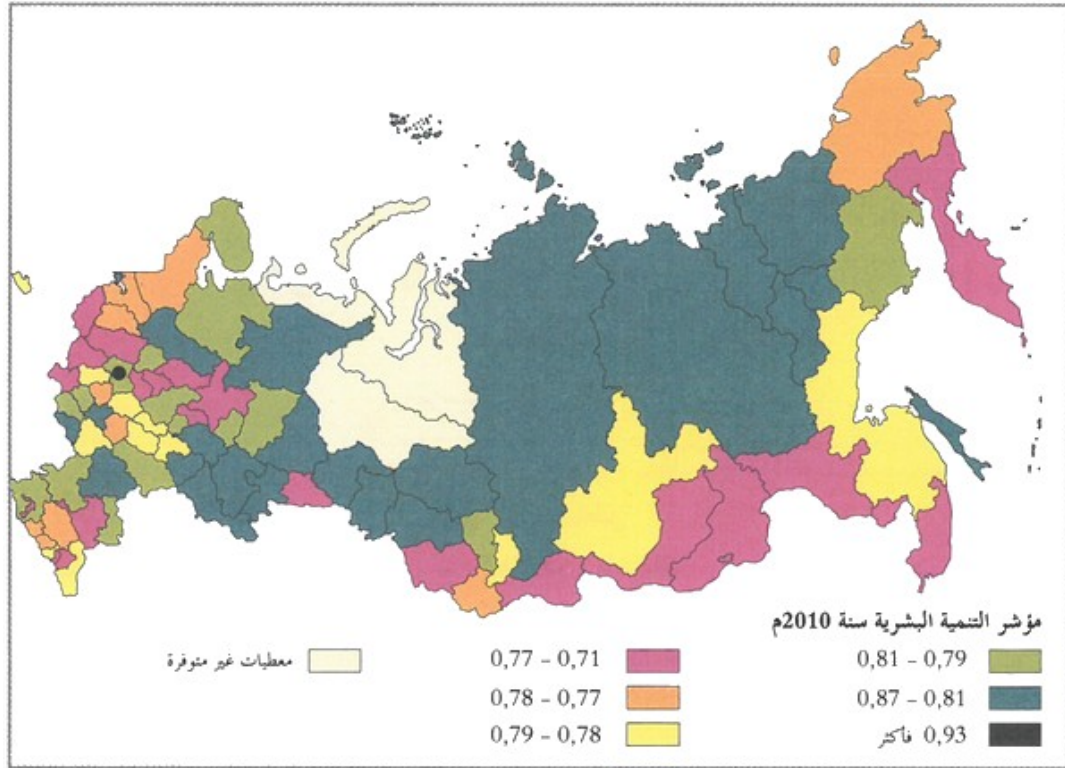 مؤشر التنمية البشرية سنة 2010م
0,81 – 0,79
0,87 – 0,81
0,93 فأكثر
0,77 – 0,71
0,78 – 0,77
0,79 – 0,78
معطيات غير متوفرة